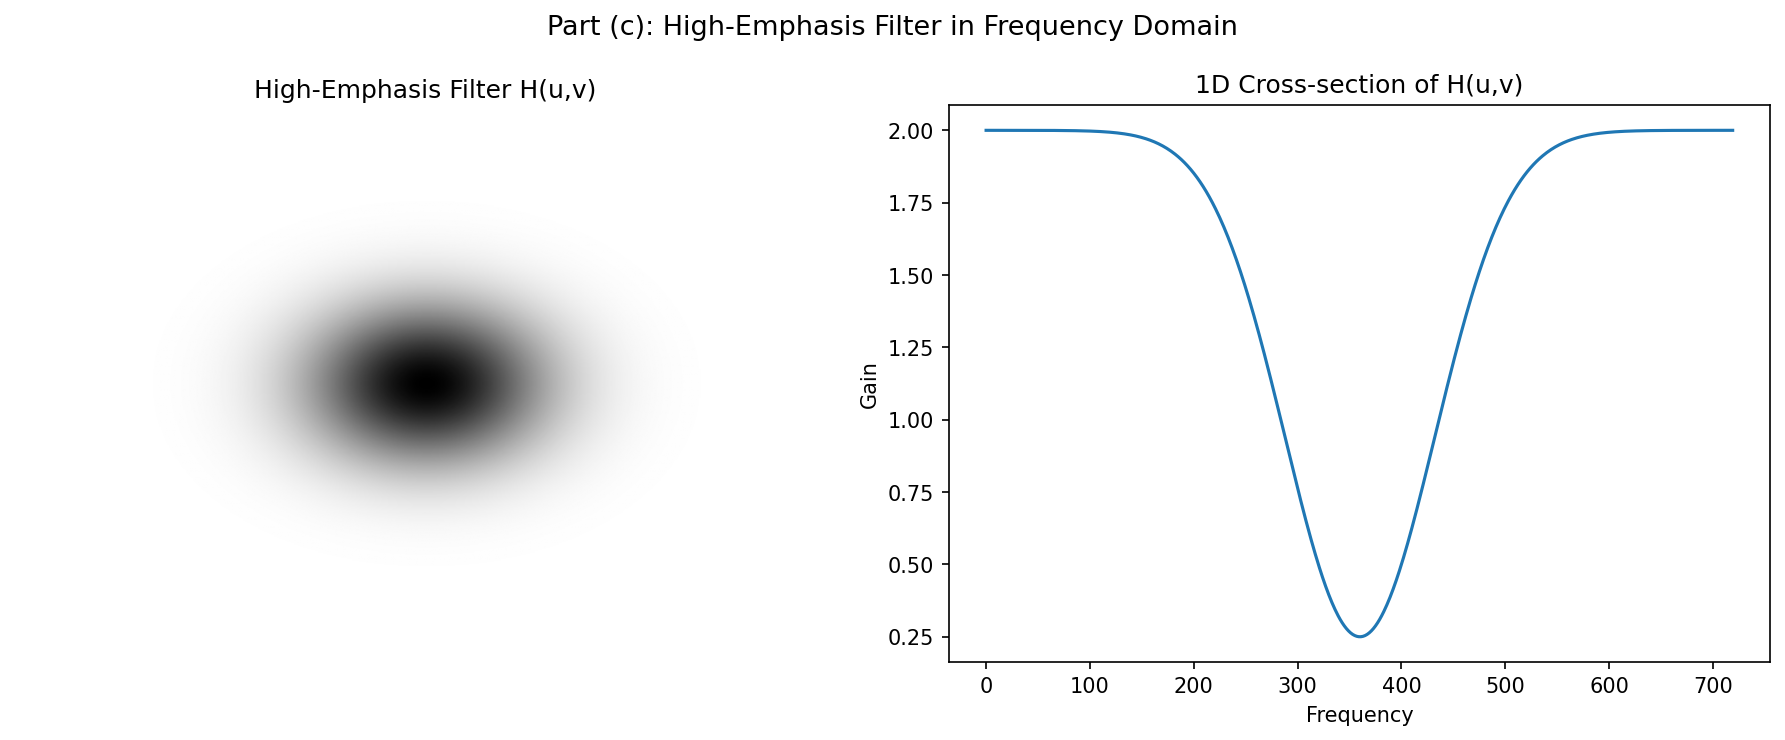 Part (c): High-Emphasis Filter in Frequency Domain
High-Emphasis Filter H(u,v)
1D Cross-section of H(u,v)
2.00
1.75
1.50
1.25
1.00
0.75
0.50
0.25
Gain
0 100 200 300 400 500 600 700
Frequency